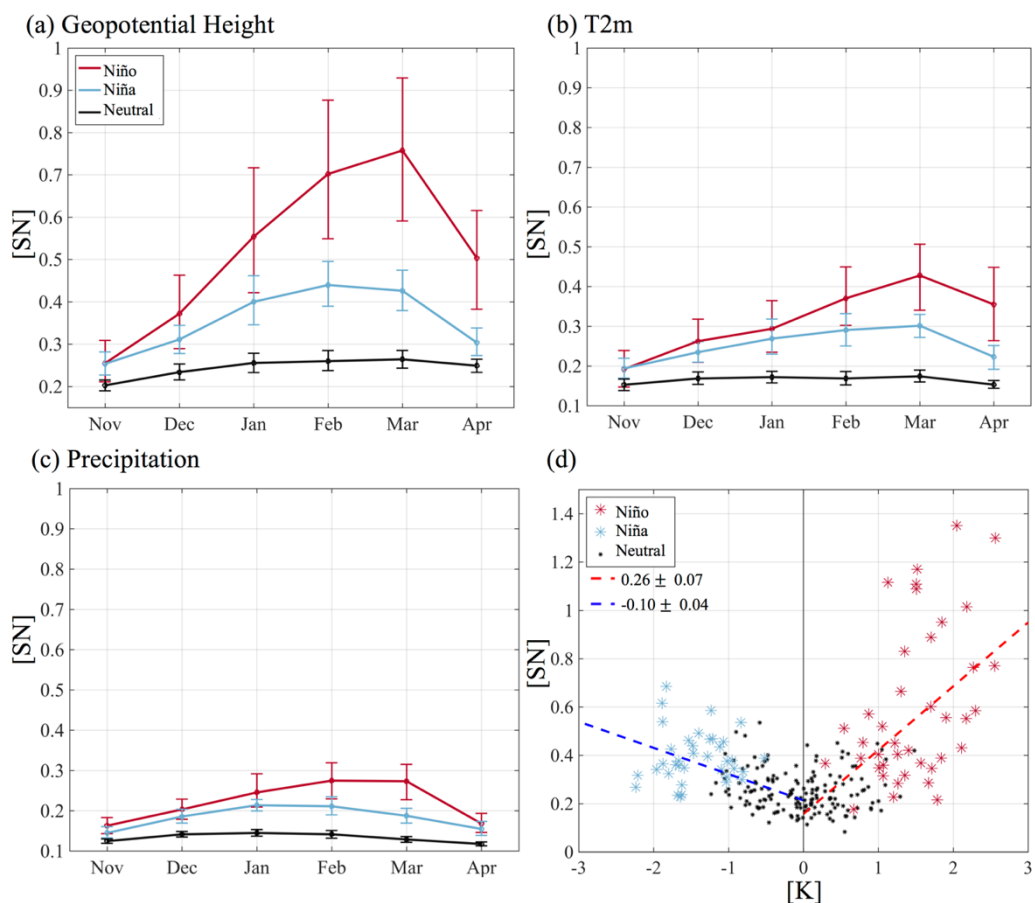 (a) Geopotential Height
1
0.9
0.8
0.7
0.6
0.5
0.4
0.3
0.2
[SN]
Niño
Niña
Neutral
Nov Dec Jan Feb Mar Apr
(b) T2m
1
0.9
0.8
0.7
0.6
0.5
0.4
0.3
0.2
0.1
[SN]
Nov Dec Jan Feb Mar Apr
(c) Precipitation
1
0.9
0.8
0.7
0.6
0.5
0.4
0.3
0.2
0.1
[SN]
Nov Dec Jan Feb Mar Apr
(d)
1.4
1.2
1
0.8
0.6
0.4
0.2
0
[SN]
Niño
Niña
Neutral
0.26 ± 0.07
-0.10 ± 0.04
-3 -2 -1 0 1 2 3
[K]